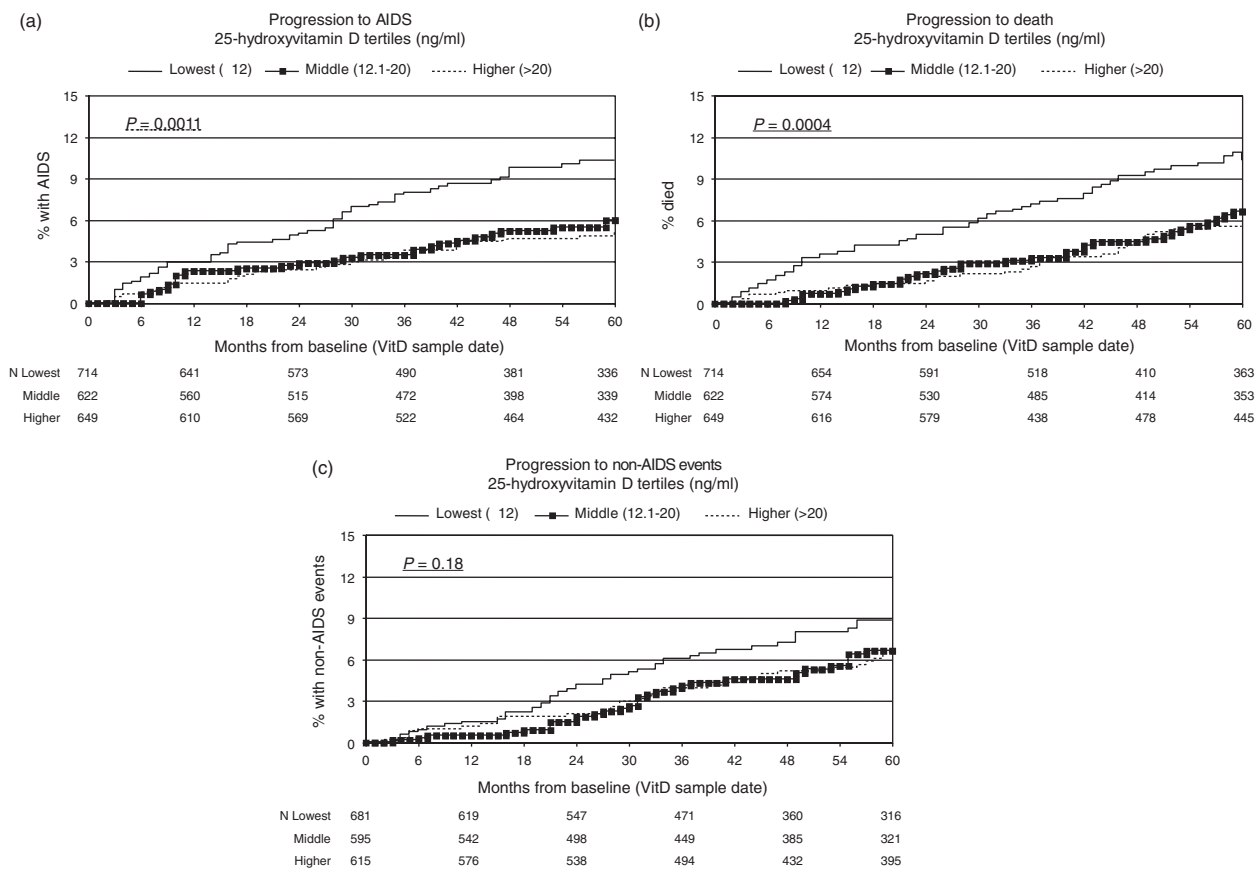 (a)
Progression to AIDS
25-hydroxyvitamin D tertiles (ng/ml)
Lowest ( 12) Middle (12.1-20) Higher (>20)
P = 0.0011
% with AIDS
15
12
9
6
3
0
0 6 12 18 24 30 36 42 48 54 60
Months from baseline (VitD sample date)
N Lowest 714 641 573 490 381 336
Middle 622 560 515 472 398 339
Higher 649 610 569 522 464 432
(b)
Progression to death
25-hydroxyvitamin D tertiles (ng/ml)
Lowest ( 12) Middle (12.1-20) Higher (>20)
P = 0.0004
% died
15
12
9
6
3
0
0 6 12 18 24 30 36 42 48 54 60
Months from baseline (VitD sample date)
N Lowest 714 654 591 518 410 363
Middle 622 574 530 485 414 353
Higher 649 616 579 438 478 445
(c)
Progression to non-AIDS events
25-hydroxyvitamin D tertiles (ng/ml)
Lowest ( 12) Middle (12.1-20) Higher (>20)
P = 0.18
% with non-AIDS events
15
12
9
6
3
0
0 6 12 18 24 30 36 42 48 54 60
Months from baseline (VitD sample date)
N Lowest 681 619 547 471 360 316
Middle 595 542 498 449 385 321
Higher 615 576 538 494 432 395